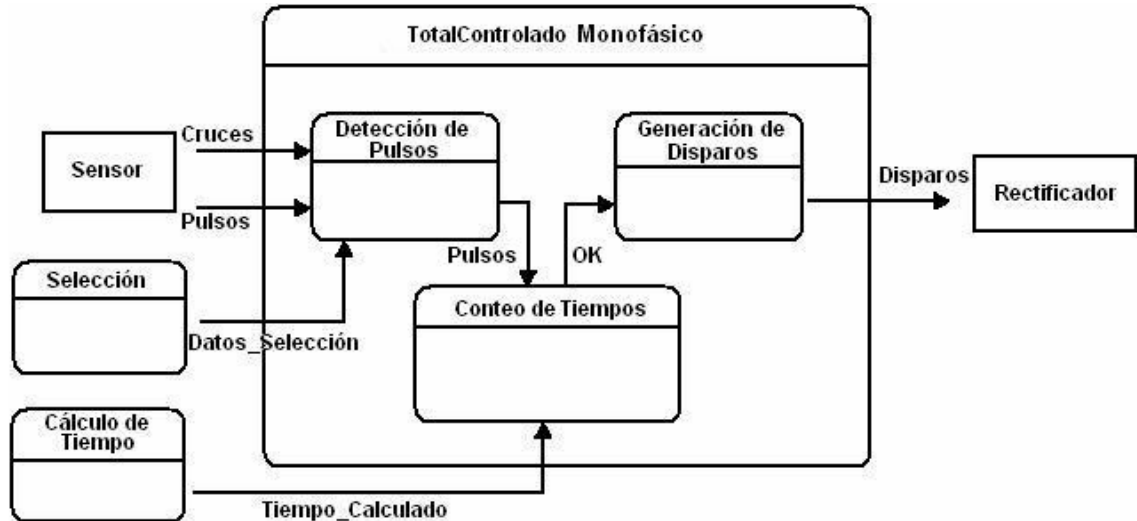 TotalControlado Monofásico
Sensor
Cruces
Pulsos
Detección de
Pulsos
Generación de
Disparos
Disparos
Rectificador
Pulsos
OK
Selección
Datos_Selección
Conteo de Tiempos
Cálculo de
Tiempo
Tiempo_Calculado